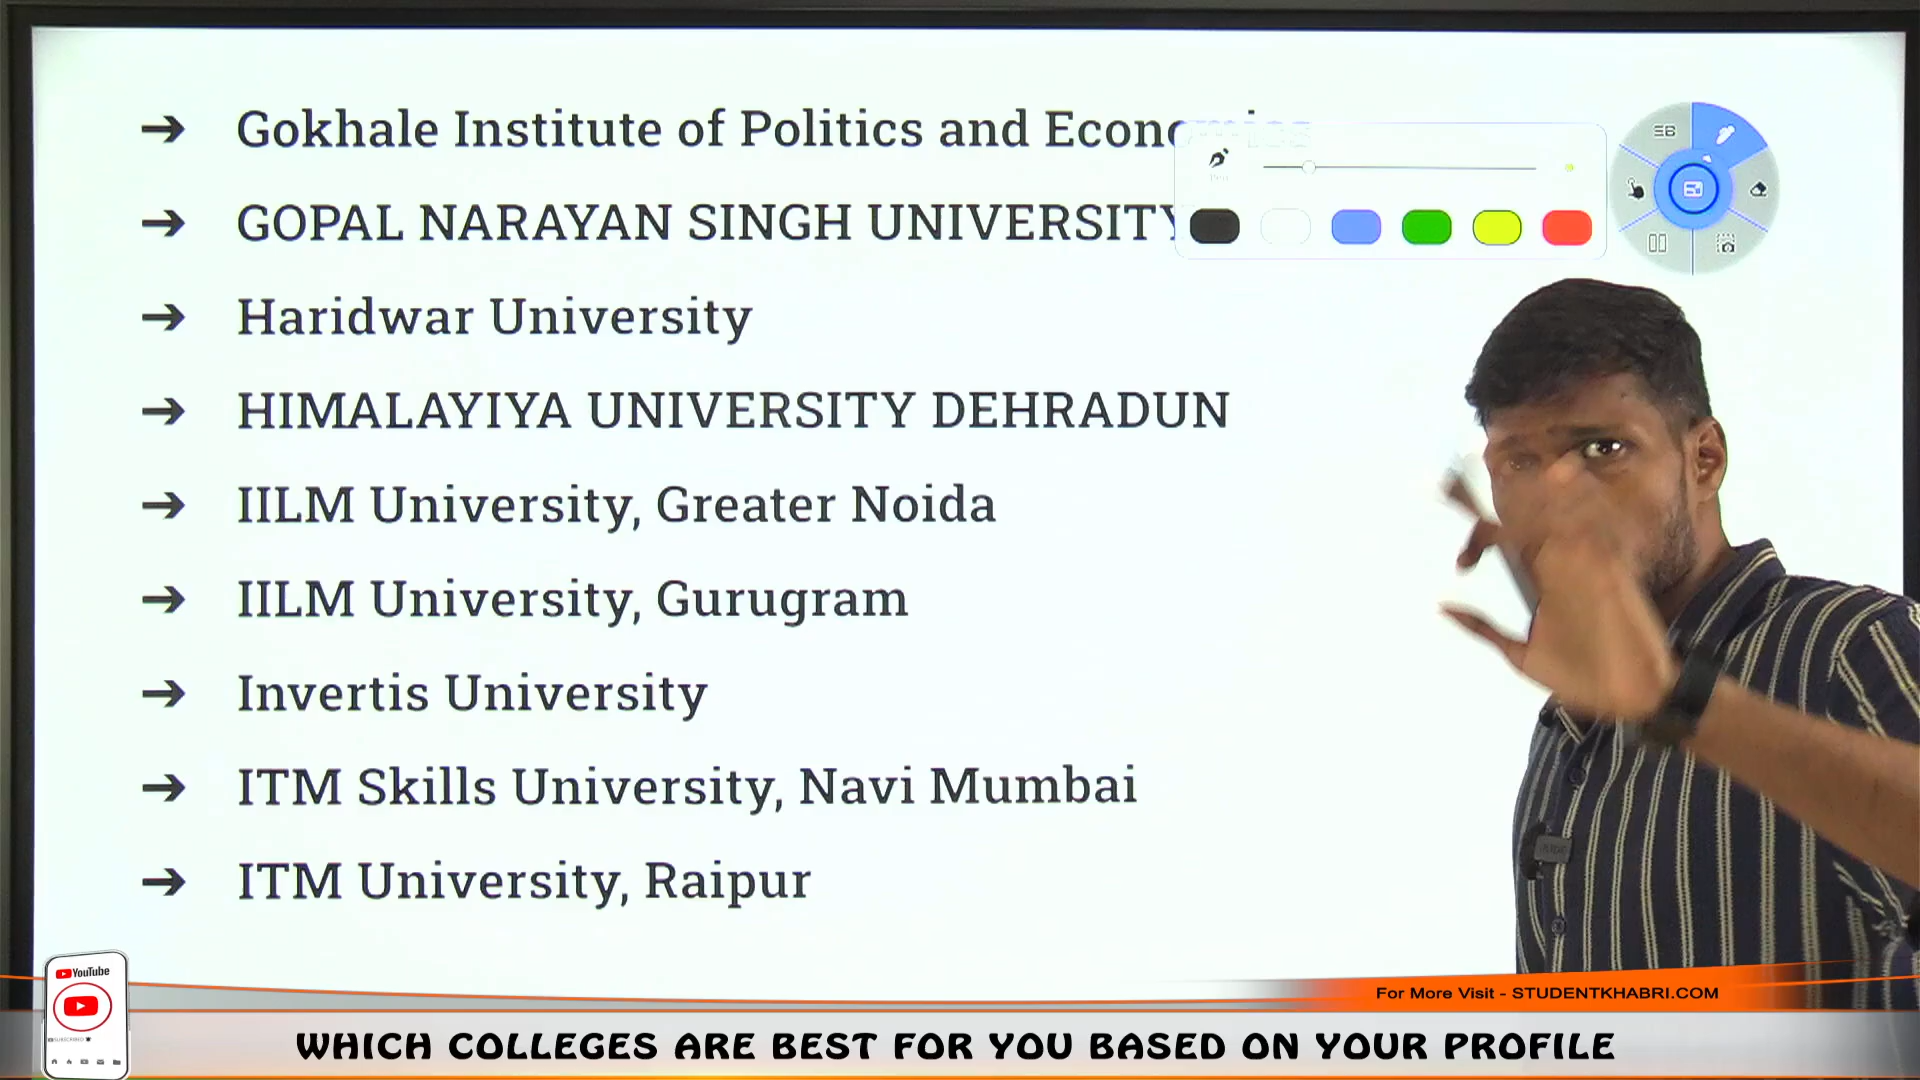 ➔ Gokhale Institute of Politics and Economics
➔ GOPAL NARAYAN SINGH UNIVERSITY
➔ Haridwar University
➔ HIMALAYIYA UNIVERSITY DEHRADUN
➔ IILM University, Greater Noida
➔ IILM University, Gurugram
➔ Invertis University
➔ ITM Skills University, Navi Mumbai
➔ ITM University, Raipur
YouTube
For More Visit - STUDENTKHABRI.COM
WHICH COLLEGES ARE BEST FOR YOU BASED ON YOUR PROFILE